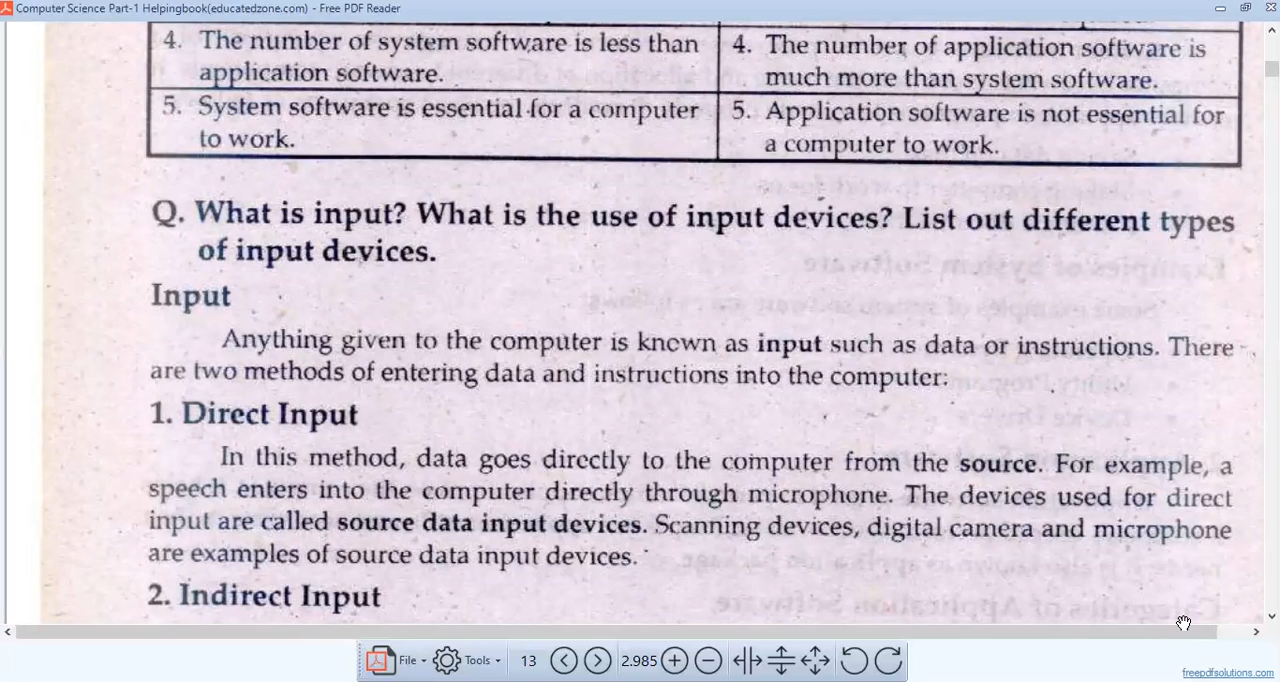 Computer Science Part-1 Helpingbook(educatedzone.com) - Free PDF Reader
4. The number of system software is less than application software.
4. The number of application software is much more than system software.
5. System software is essential for a computer to work.
5. Application software is not essential for a computer to work.
Q. What is input? What is the use of input devices? List out different types
of input devices.
Input
Anything given to the computer is known as input such as data or instructions. There
are two methods of entering data and instructions into the computer:
1. Direct Input
In this method, data goes directly to the computer from the source. For example, a
speech enters into the computer directly through microphone. The devices used for direct
input are called source data input devices. Scanning devices, digital camera and microphone
are examples of source data input devices.
2. Indirect Input
File
Tools
13
2.985
freepdfsolutions.com